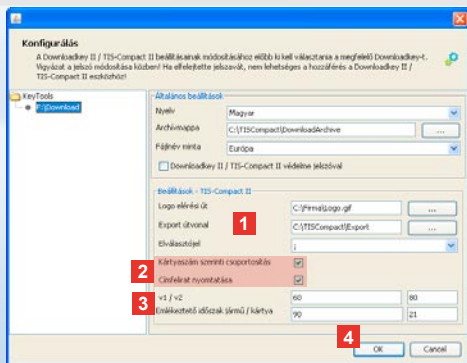 Konfigurálás
A Downloadkey II / TIS-Compact II beállításainak módosításához előbb ki kell választania a megfelelő Downloadkey-t.
Vigyázat a jelszó módosítása közben! Ha elfelejtette jelszavát, nem lehetséges a hozzáférés a Downloadkey II /
TIS-Compact II eszközhöz!
KeyTools
F:\Download
Általános beállítások
Nyelv Magyar
Archívmappa C:\TISCompact\DownloadArchive ...
Fájlnév minta Európa
Downloadkey II / TIS-Compact II védelme jelszóval
Beállítások - TIS-Compact II
Logo elérési út C:\Firma\Logo.gif ...
1
Export útvonal C:\TISCompact\Export ...
Elválasztójel ;
2 Kártyaszám szerinti csoportosítás
Címfelirat nyomtatása
3 v1 / v2 60 80
Emlékeztető időszak jármű / kártya 90 21
4
OK Cancel